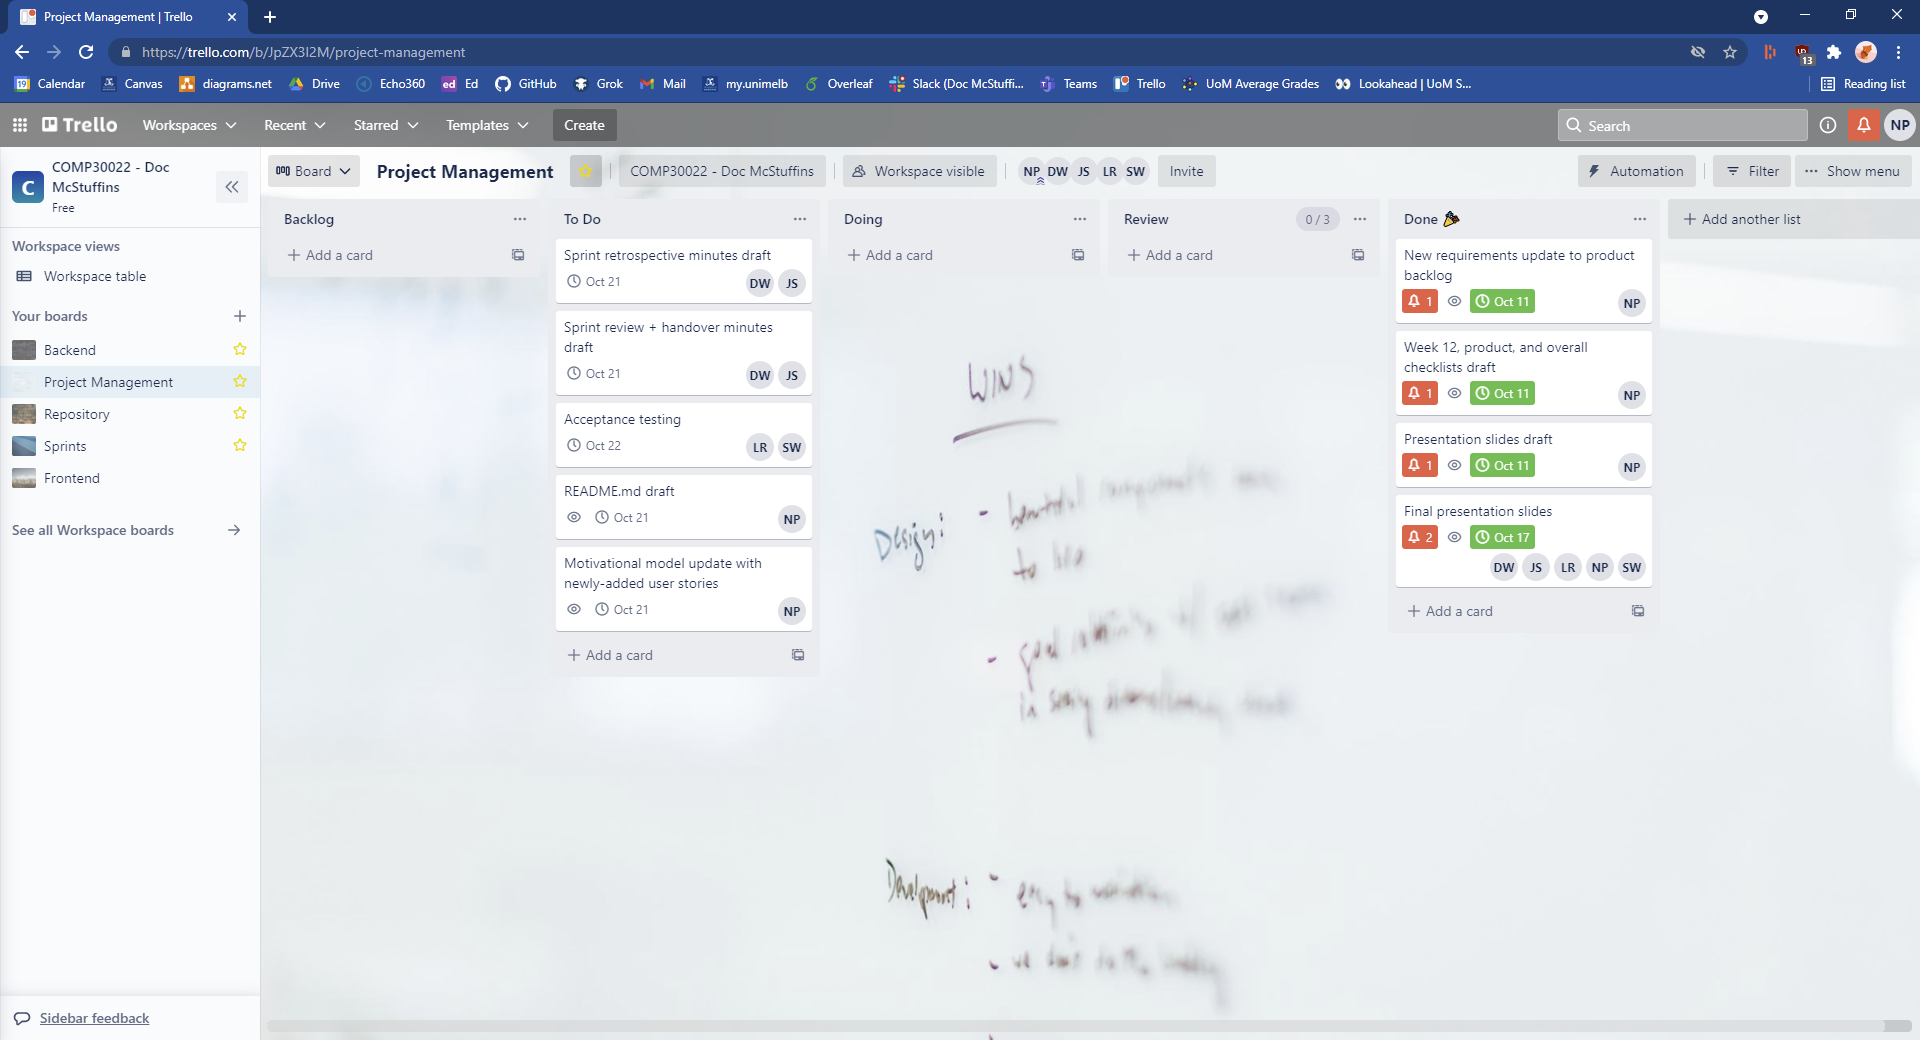 Project Management | Trello
https://trello.com/b/JpZX3I2M/project-management
13
19 Calendar Canvas diagrams.net Drive Echo360 ed Ed GitHub Grok Mail my.unimelb Overleaf Slack (Doc McStuffi... Teams Trello UoM Average Grades Lookahead | UoM S... Reading list
Trello Workspaces Recent Starred Templates Create Search NP
C COMP30022 - Doc McStuffins
Free
Board Project Management COMP30022 - Doc McStuffins Workspace visible NP DW JS LR SW Invite Automation Filter ... Show menu
Workspace views
Workspace table
Your boards
Backend
Project Management
Repository
Sprints
Frontend
See all Workspace boards
Sidebar feedback
Backlog
Add a card
To Do
Sprint retrospective minutes draft
Oct 21 DW JS
Sprint review + handover minutes
draft
Oct 21 DW JS
Acceptance testing
Oct 22 LR SW
README.md draft
Oct 21 NP
Motivational model update with
newly-added user stories
Oct 21 NP
Add a card
Doing
Add a card
Review 0 / 3
Add a card
Done
New requirements update to product
backlog
1 Oct 11 NP
Week 12, product, and overall
checklists draft
1 Oct 11 NP
Presentation slides draft
1 Oct 11 NP
Final presentation slides
2 Oct 17
DW JS LR NP SW
Add a card
Add another list
WINS
Design: - beautiful
to
- good
in
Development: - easy to
-